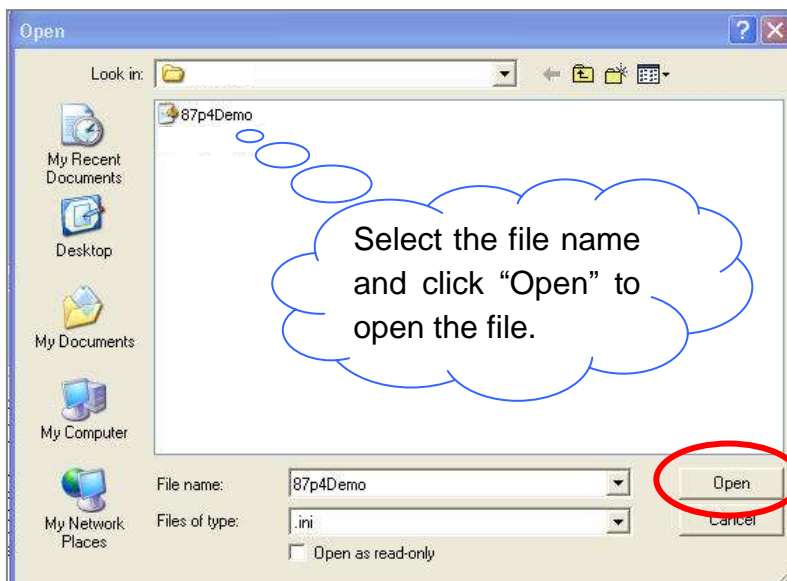 Open
Look in:
87p4Demo
My Recent
Documents
Desktop
My Documents
My Computer
My Network
Places
Select the file name
and click “Open” to
open the file.
File name:
87p4Demo
Open
Files of type:
.ini
Cancel
Open as read-only